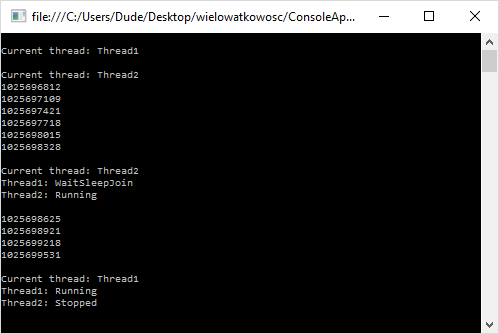 file:///C:/Users/Dude/Desktop/wielowatkowosc/ConsoleAp...
Current thread: Thread1
Current thread: Thread2
1025696812
1025697109
1025697421
1025697718
1025698015
1025698328
Current thread: Thread2
Thread1: WaitSleepJoin
Thread2: Running
1025698625
1025698921
1025699218
1025699531
Current thread: Thread1
Thread1: Running
Thread2: Stopped